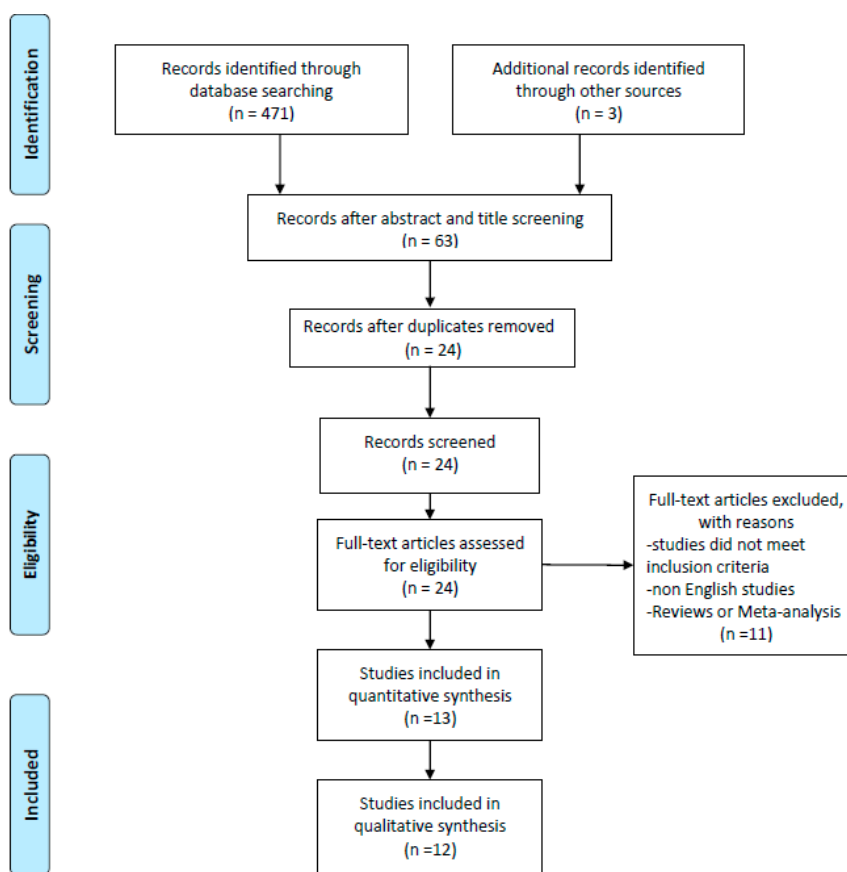 Identification
Records identified through
database searching
(n = 471)
Additional records identified
through other sources
(n = 3)
Records after abstract and title screening
(n = 63)
Screening
Records after duplicates removed
(n = 24)
Records screened
(n = 24)
Eligibility
Full-text articles assessed
for eligibility
(n = 24)
Full-text articles excluded,
with reasons
-studies did not meet
inclusion criteria
-non English studies
-Reviews or Meta-analysis
(n =11)
Studies included in
quantitative synthesis
(n =13)
Included
Studies included in
qualitative synthesis
(n =12)